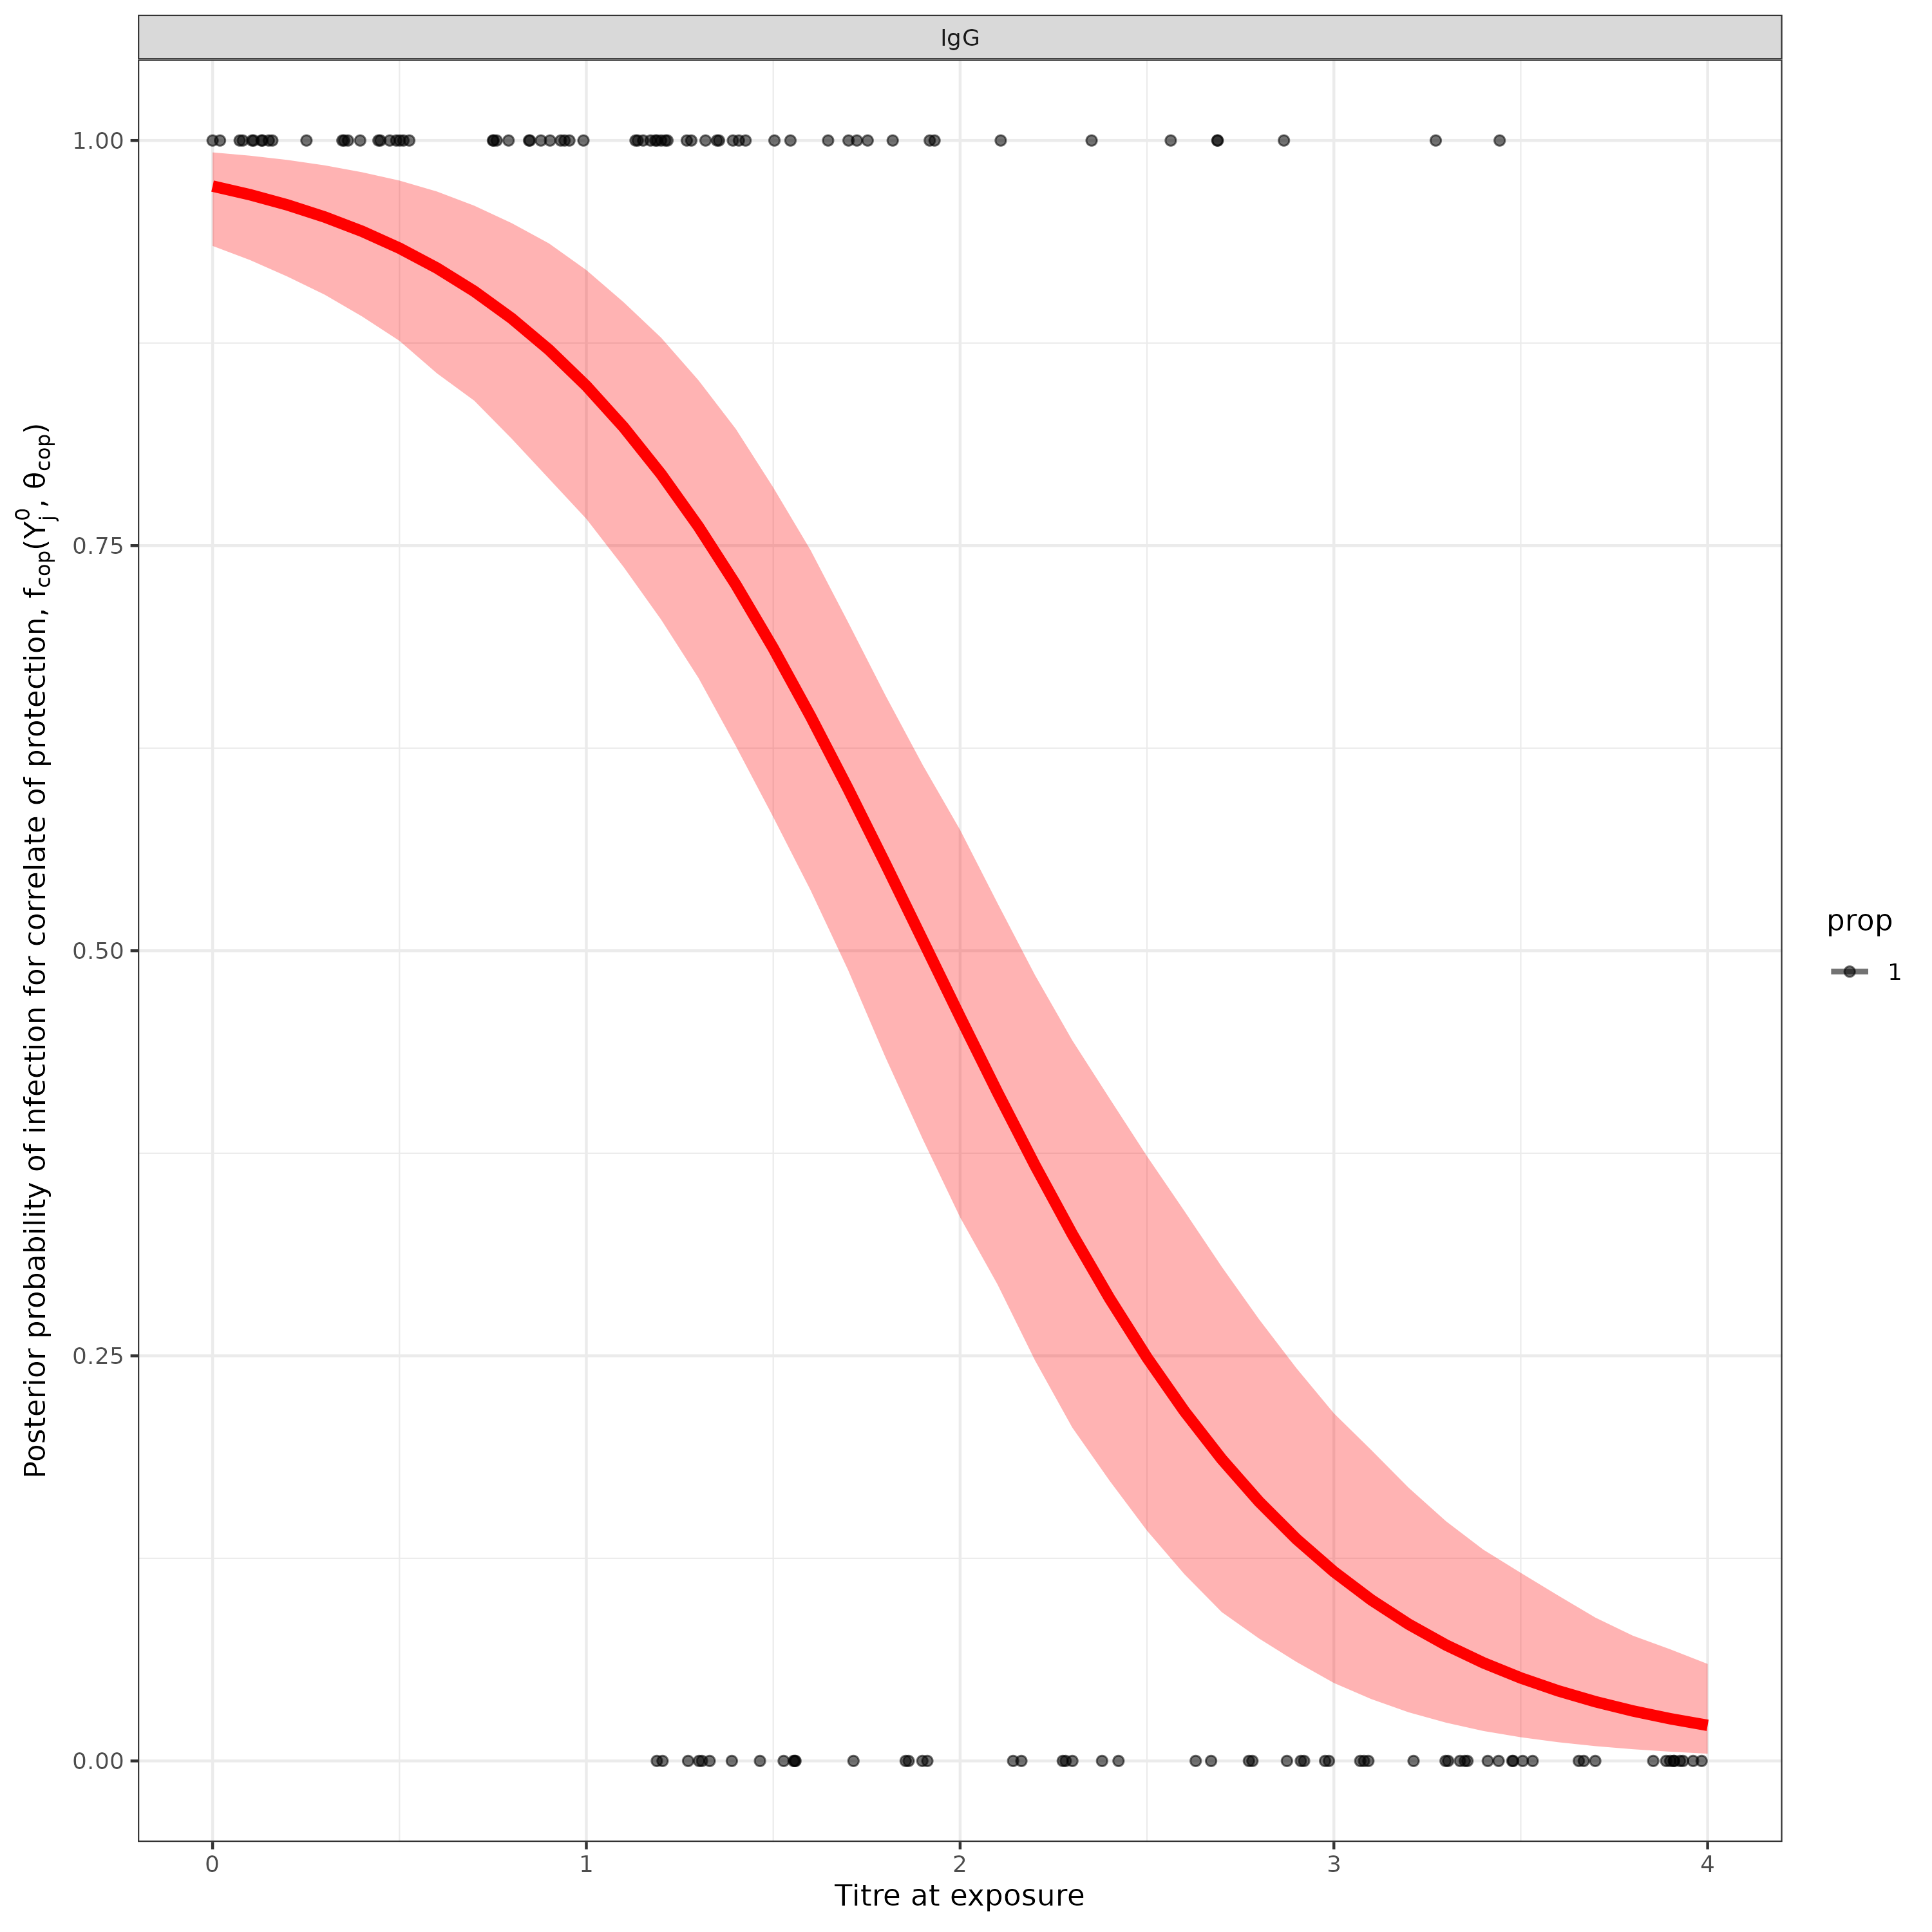 IgG
Posterior probability of infection for correlate of protection, f_cop(Y_j^0, θ_cop)
1.00
0.75
0.50
0.25
0.00
0 1 2 3 4
Titre at exposure
prop
1